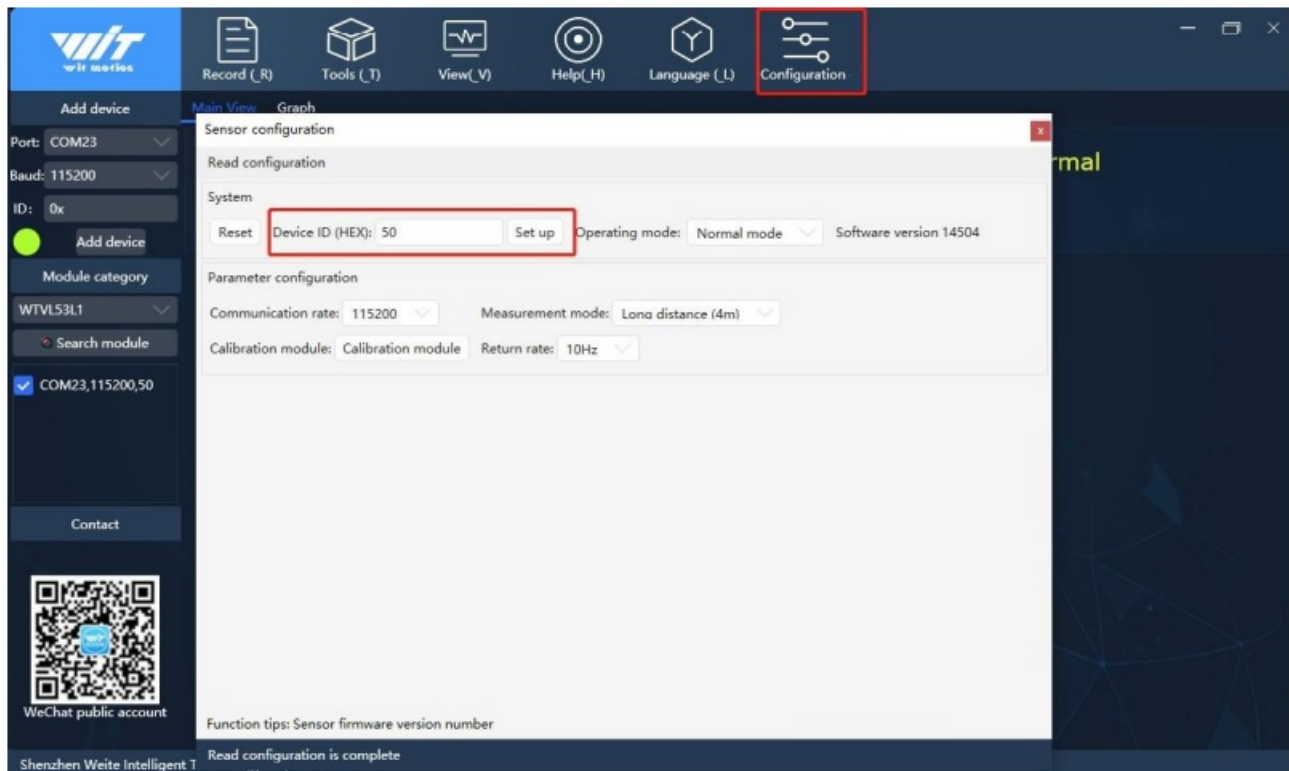 WiT
wit motion
Record (_R)
Tools (_T)
View(_V)
Help(_H)
Language (_L)
Configuration
Add device
Main View
Graph
Port: COM23
Baud: 115200
ID: 0x
Add device
Module category
WTVL53L1
Search module
COM23,115200,50
Contact
WeChat public account
Shenzhen Weite Intelligent T
rmal
Sensor configuration
x
Read configuration
System
Reset
Device ID (HEX): 50
Set up
Operating mode: Normal mode
Software version 14504
Parameter configuration
Communication rate: 115200
Measurement mode: Long distance (4m)
Calibration module: Calibration module
Return rate: 10Hz
Function tips: Sensor firmware version number
Read configuration is complete